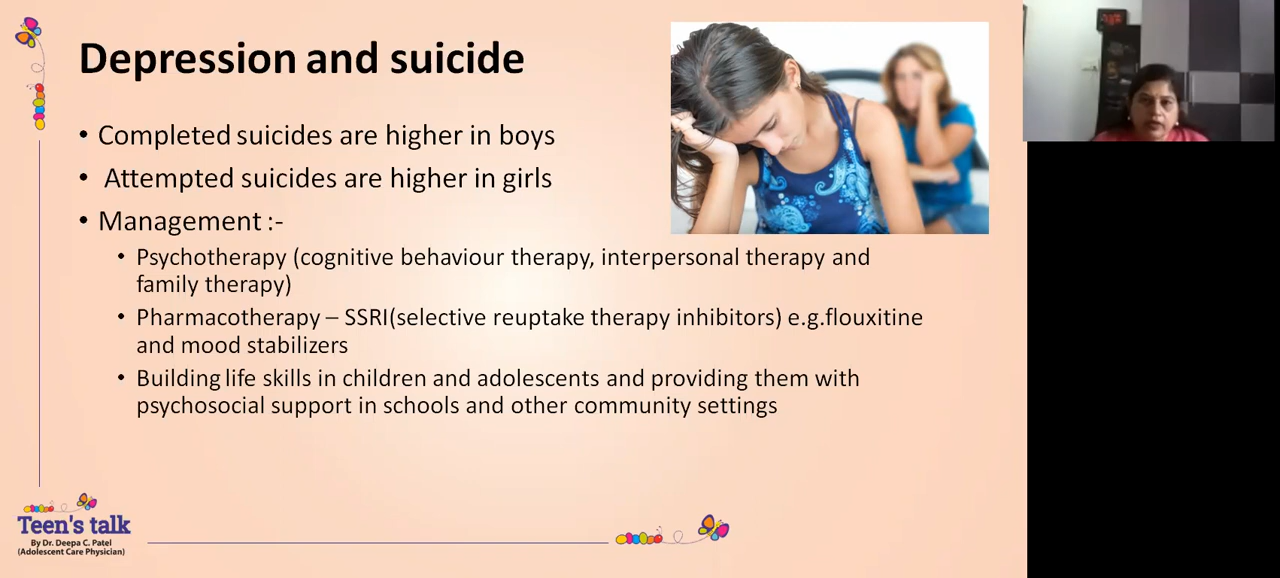 Depression and suicide
• Completed suicides are higher in boys
• Attempted suicides are higher in girls
• Management :-
• Psychotherapy (cognitive behaviour therapy, interpersonal therapy and
family therapy)
• Pharmacotherapy – SSRI(selective reuptake therapy inhibitors) e.g.flouxitine
and mood stabilizers
• Building life skills in children and adolescents and providing them with
psychosocial support in schools and other community settings
Teen's talk
By Dr. Deepa C. Patel
(Adolescent Care Physician)